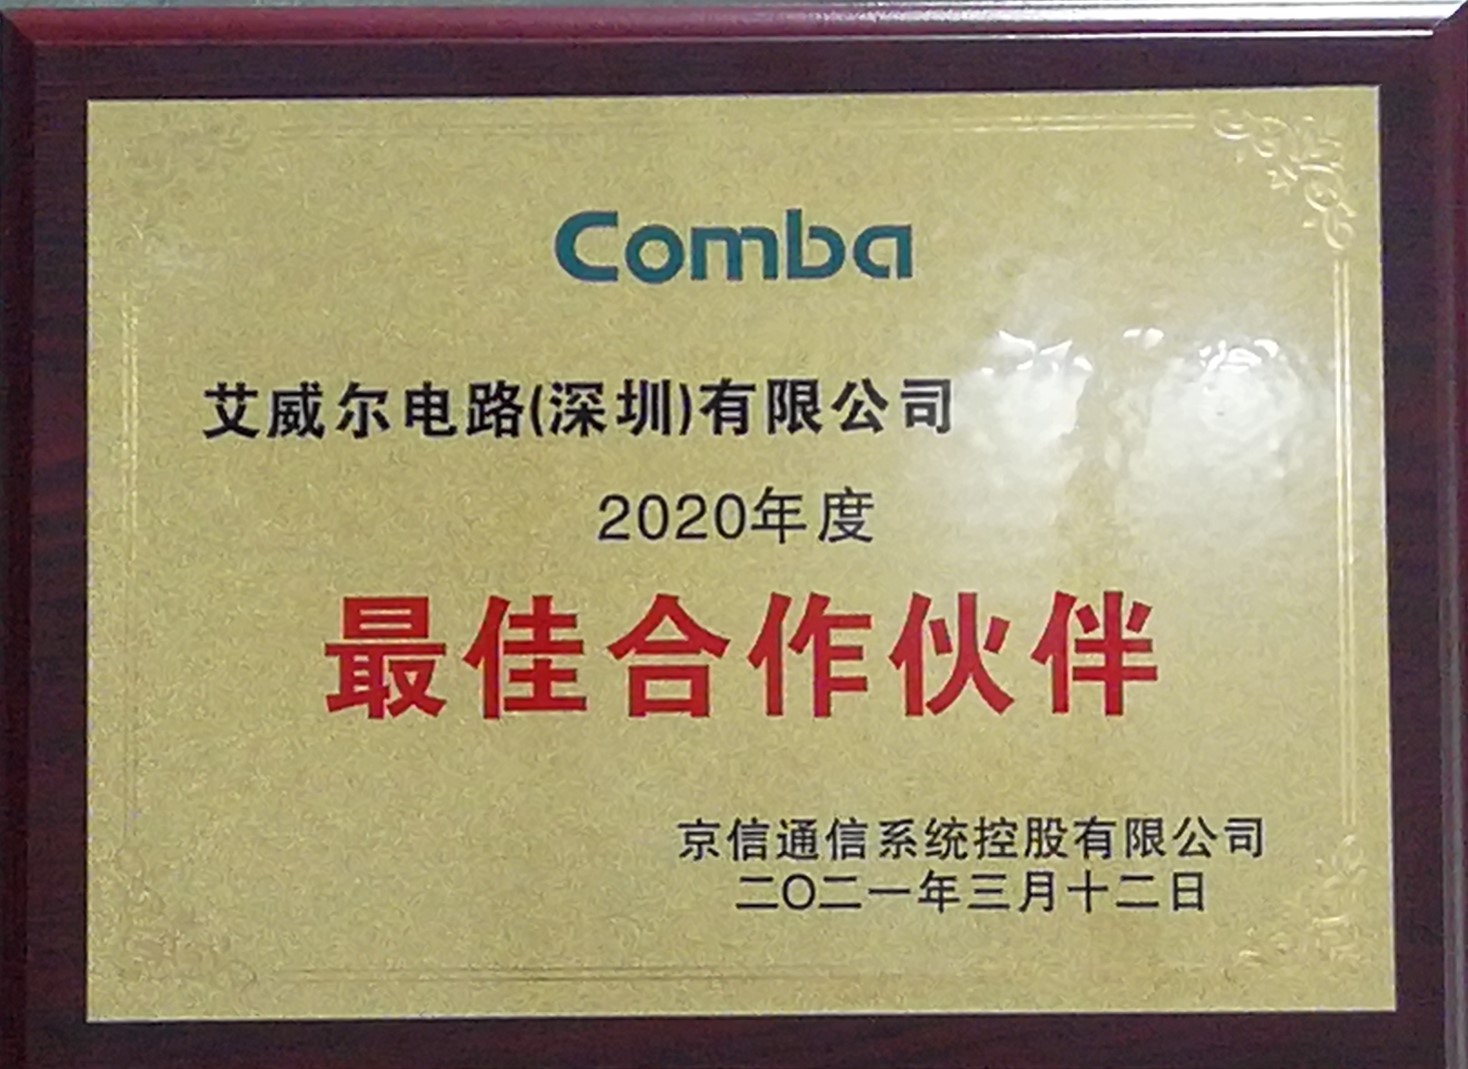 Comba
艾威尔电路(深圳)有限公司
2020年度
最佳合作伙伴
京信通信系统控股有限公司
二〇二一年三月十二日